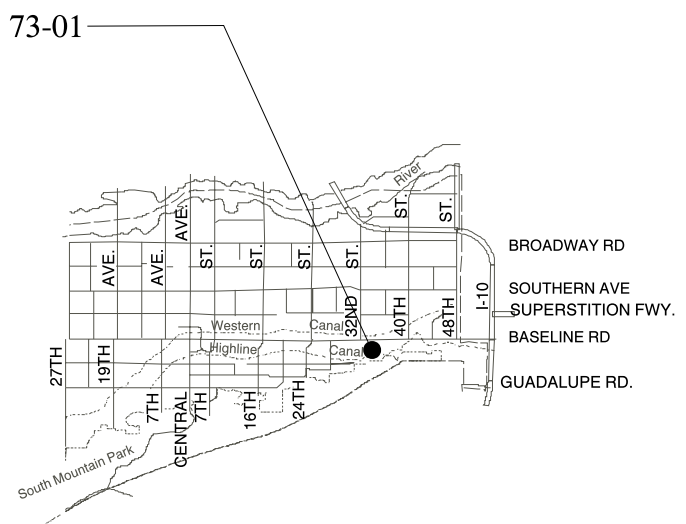 73-01
River
AVE.
ST.
ST.
BROADWAY RD
AVE.
AVE.
ST.
ST.
ST.
ST.
SOUTHERN AVE
I-10
SUPERSTITION FWY.
Western
Canal
32ND
40TH
48TH
BASELINE RD
Highline
Canal
27TH
19TH
GUADALUPE RD.
7TH
CENTRAL
7TH
16TH
24TH
South Mountain Park